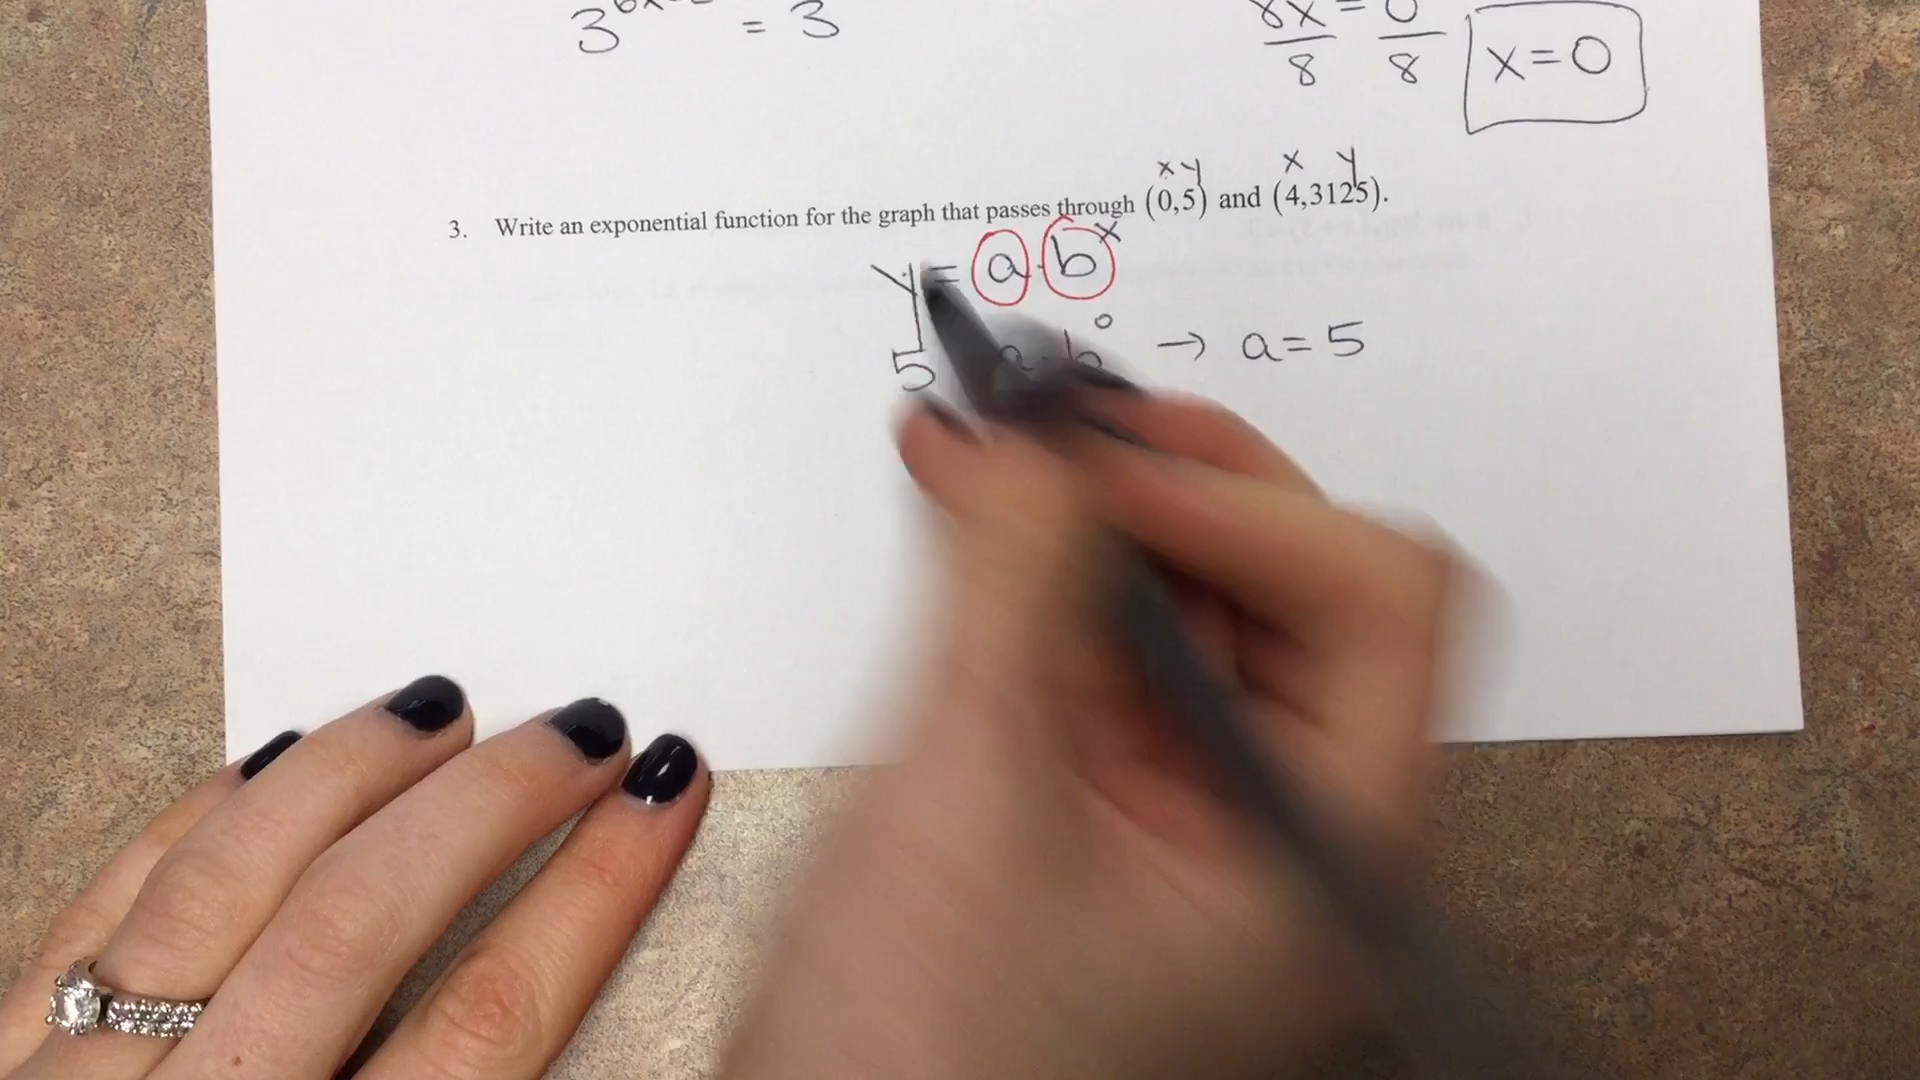 3 = 3
8x = 0
8 8
x = 0
x y x y
3. Write an exponential function for the graph that passes through (0,5) and (4,3125).
y = a · b^x
5 a · b^0 → a = 5